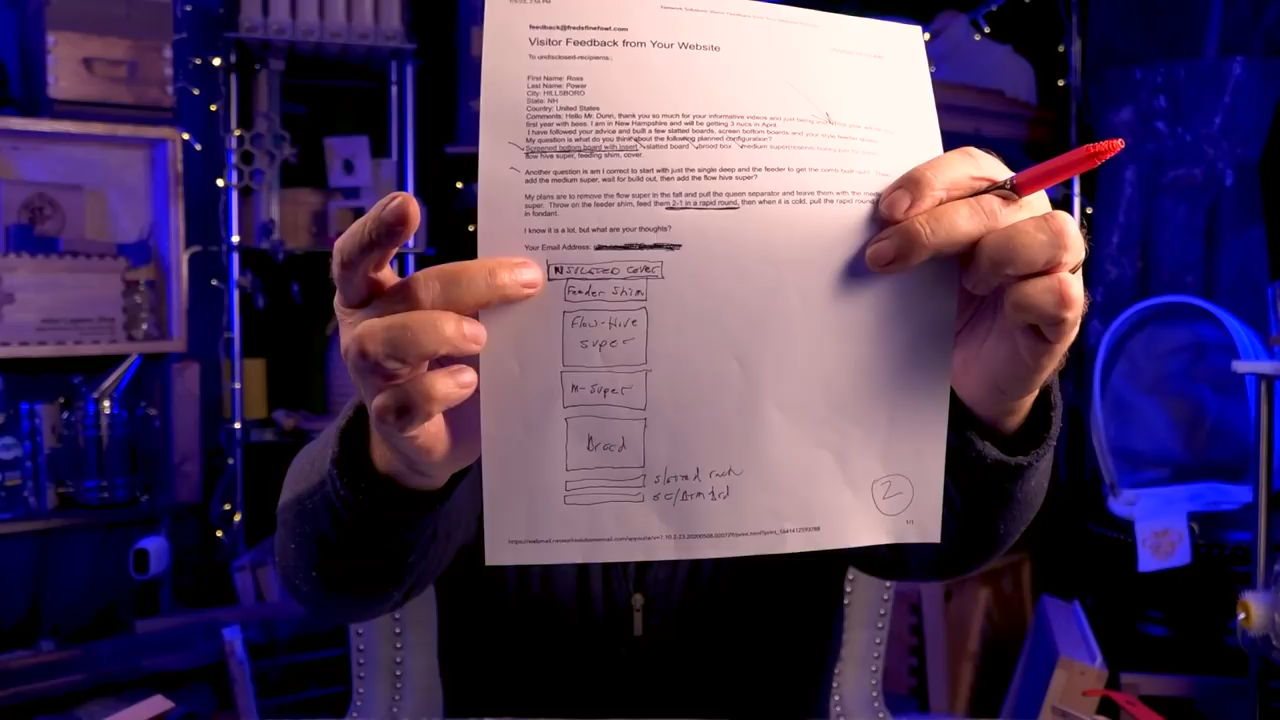 feedback@fredsfinefowl.com
Visitor Feedback from Your Website
To undisclosed-recipients:;
First Name: Ross
Last Name: Power
City: HILLSBORO
State: NH
Country: United States
Comments: Hello Mr. Dunn, thank you so much for your informative videos and just being
first year with bees. I am in New Hampshire and will be getting 3 nucs in April.
I have followed your advice and built a few slatted boards, screen bottom boards and your style feeder
My question is what do you think about the following planned configuration?
Screened bottom board with insert slatted board brood box medium super
flow hive super, feeding shim, cover.
Another question is am I correct to start with just the single deep and the feeder to get the comb built out?
add the medium super, wait for build out, then add the flow hive super?
My plans are to remove the flow super in the fall and pull the queen separator and leave them with the
super. Throw on the feeder shim, feed them 2-1 in a rapid round, then when it is cold, pull the rapid round
in fondant.
I know it is a lot, but what are your thoughts?
Your Email Address:
INSULATED COVER
Feeder Shim
Flow-Hive
super
M-Super
Brood
slotted rack
2
1/1